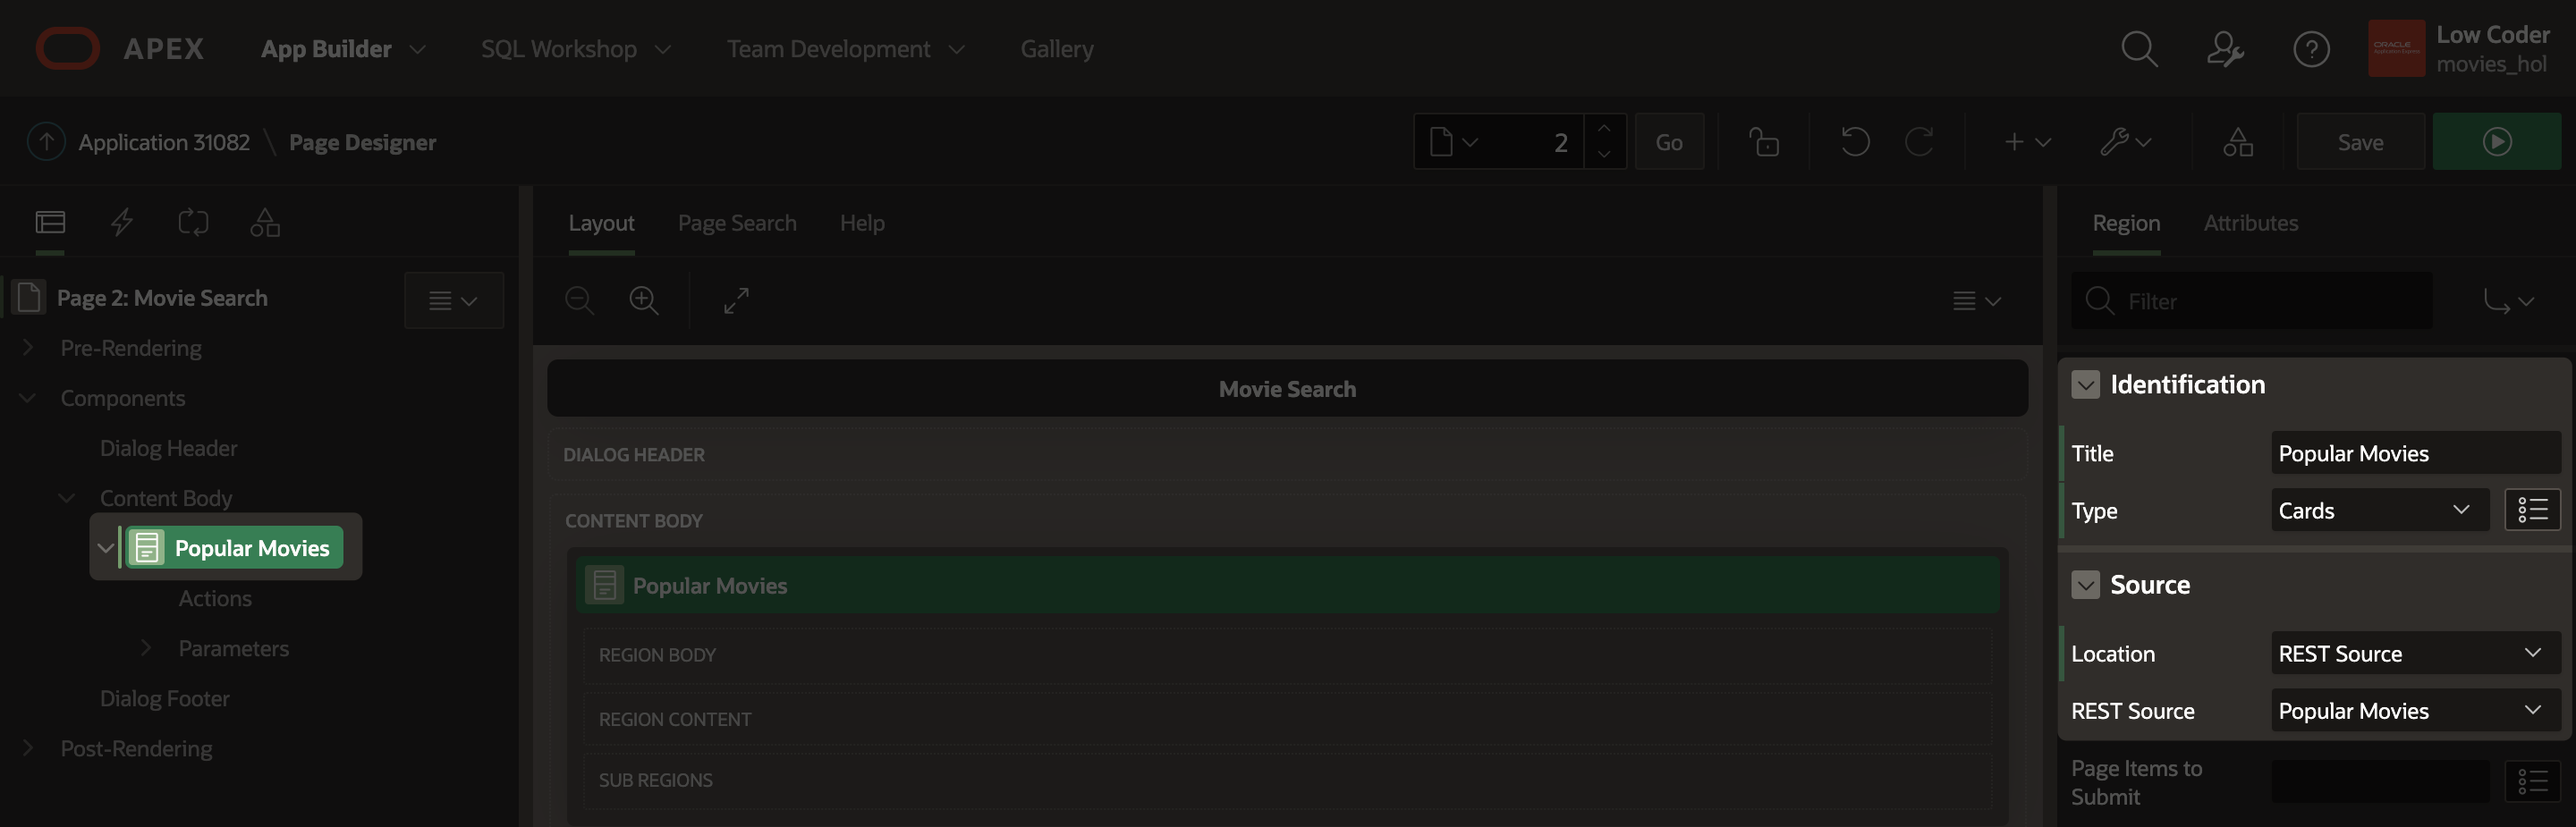 APEX
App Builder
SQL Workshop
Team Development
Gallery
Low Coder
movies_hol
ORACLE
Application 31082 \ Page Designer
2
Go
Save
Layout
Page Search
Help
Region
Attributes
Page 2: Movie Search
Pre-Rendering
Components
Dialog Header
Content Body
Popular Movies
Actions
Parameters
Dialog Footer
Post-Rendering
Movie Search
DIALOG HEADER
CONTENT BODY
Popular Movies
REGION BODY
REGION CONTENT
SUB REGIONS
Filter
Identification
Title
Popular Movies
Type
Cards
Source
Location
REST Source
REST Source
Popular Movies
Page Items to
Submit